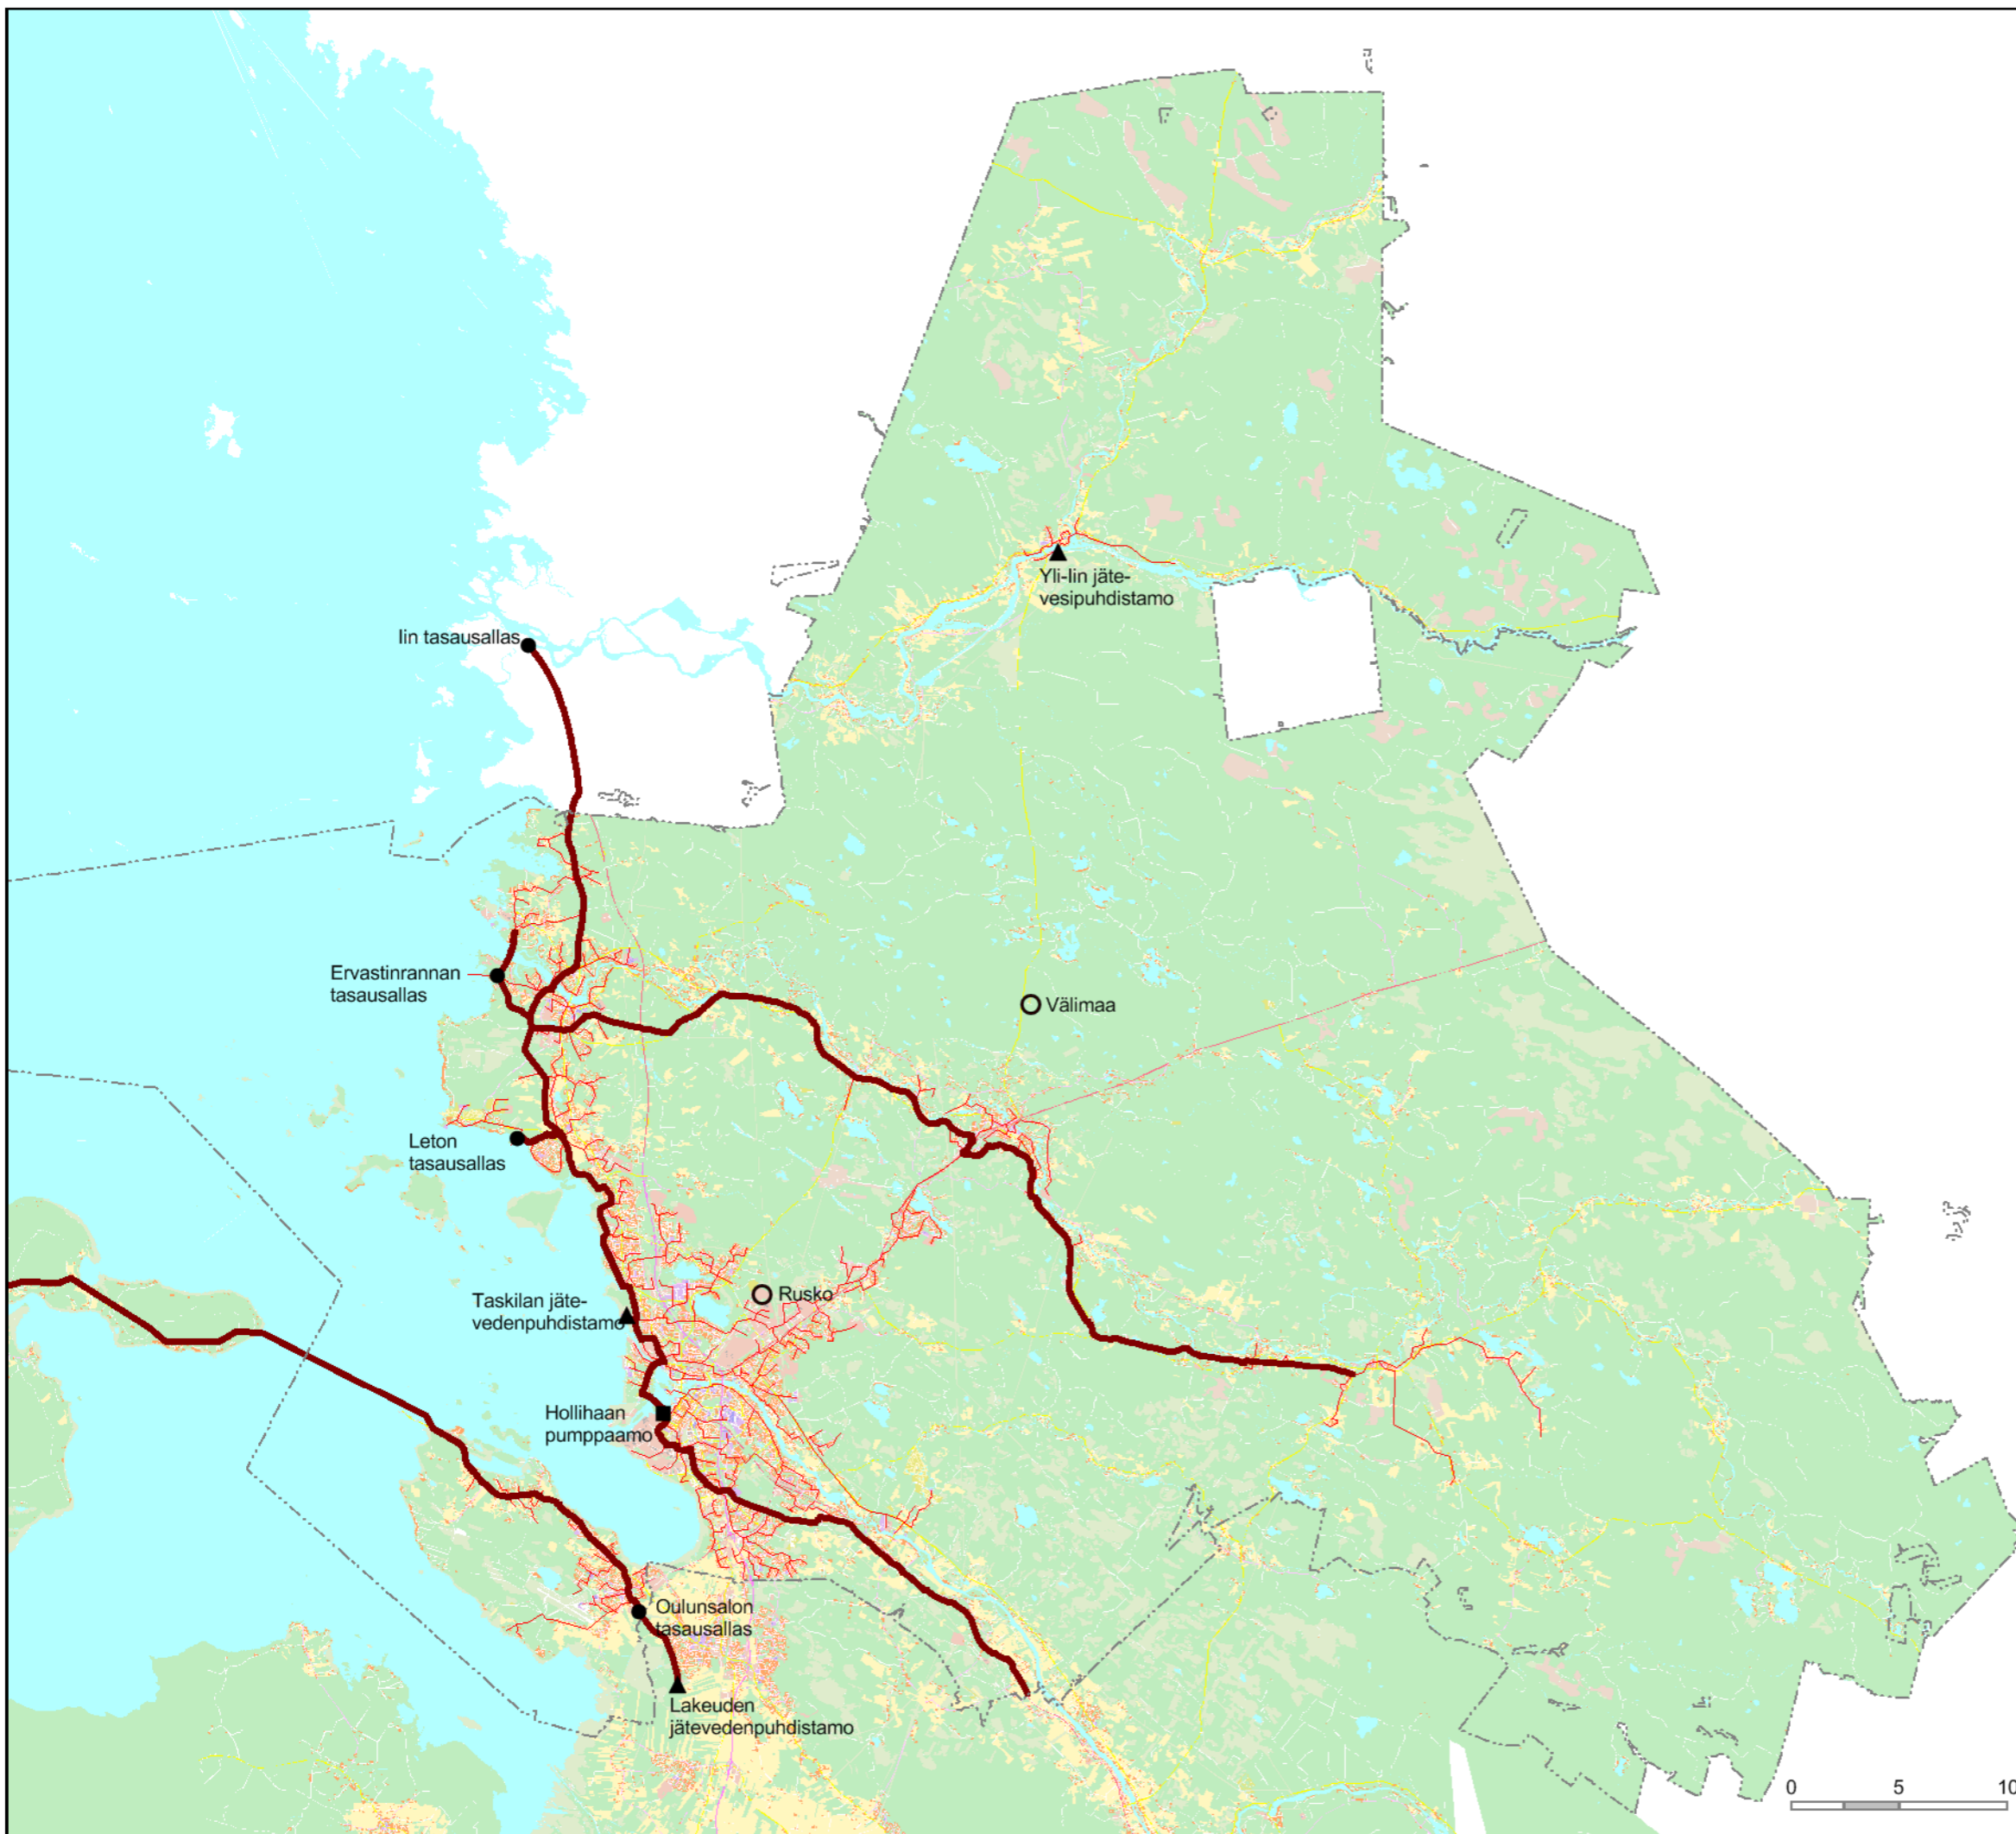 Yli-Iin jäte-
vesipuhdistamo
Iin tasausallas
Ervastinrannan
tasausallas
Välimaa
Leton
tasausallas
Taskilan jäte-
vedenpuhdistamo
Rusko
Hollihaan
pumppaamo
Oulunsalon
tasausallas
Lakeuden
jätevedenpuhdistamo
0 5 10